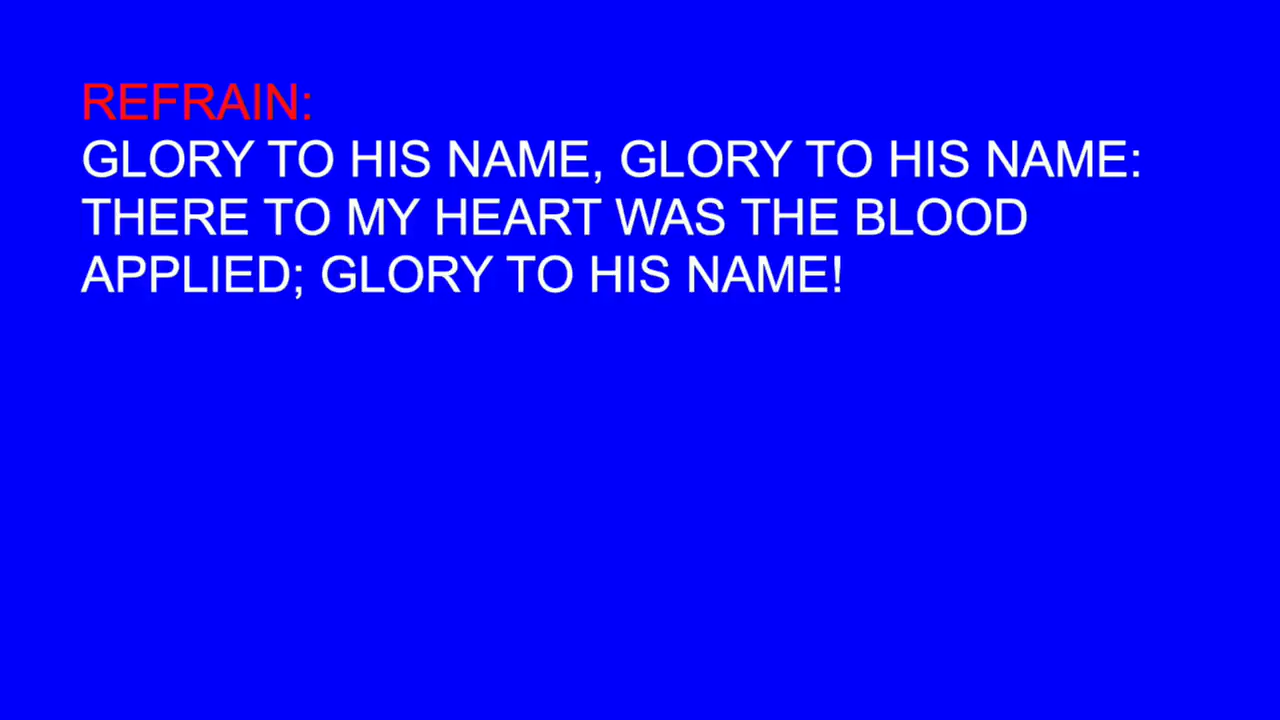 REFRAIN:
GLORY TO HIS NAME, GLORY TO HIS NAME:
THERE TO MY HEART WAS THE BLOOD
APPLIED; GLORY TO HIS NAME!